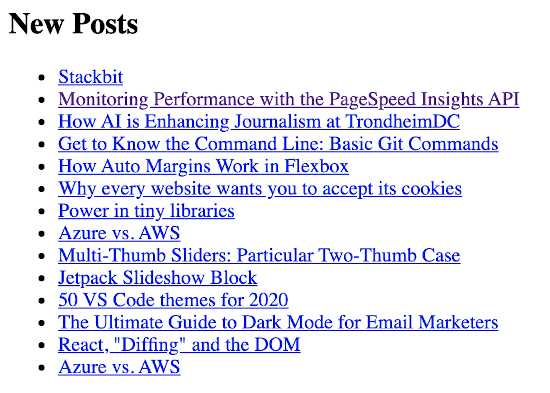 New Posts
Stackbit
Monitoring Performance with the PageSpeed Insights API
How AI is Enhancing Journalism at TrondheimDC
Get to Know the Command Line: Basic Git Commands
How Auto Margins Work in Flexbox
Why every website wants you to accept its cookies
Power in tiny libraries
Azure vs. AWS
Multi-Thumb Sliders: Particular Two-Thumb Case
Jetpack Slideshow Block
50 VS Code themes for 2020
The Ultimate Guide to Dark Mode for Email Marketers
React, "Diffing" and the DOM
Azure vs. AWS